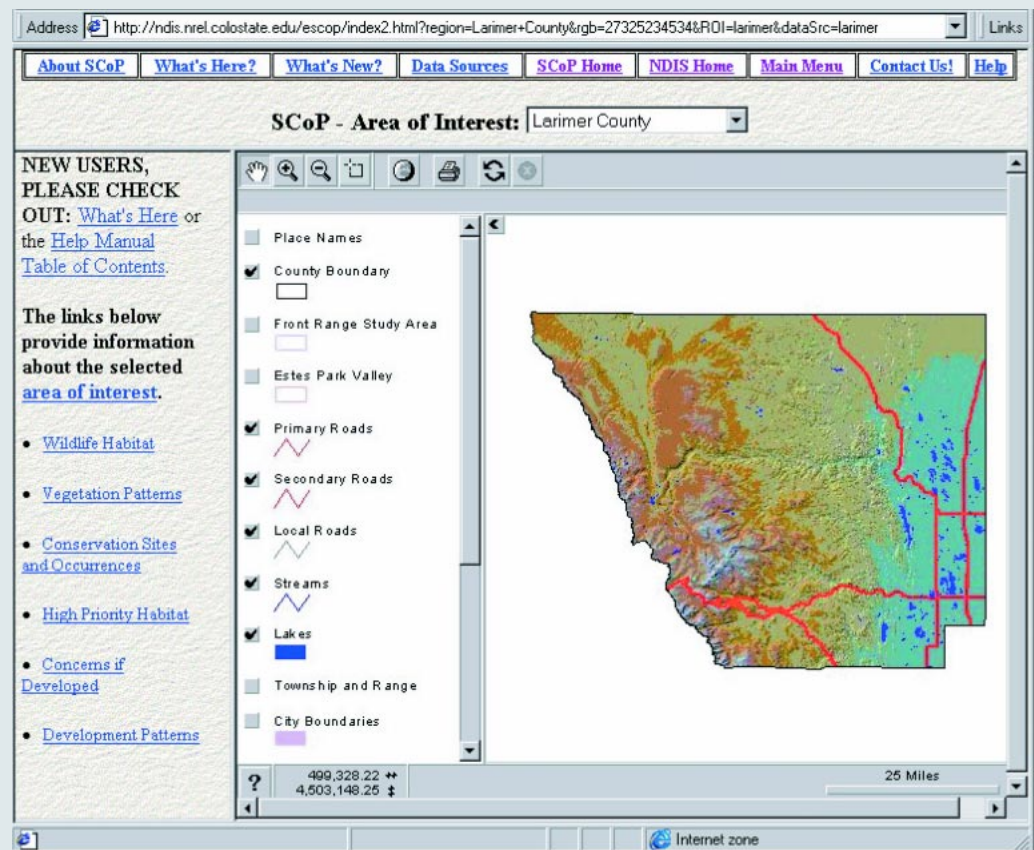 Address http://ndis.nrel.colostate.edu/escop/index2.html?region=Larimer+County&rgb=27325234534&ROI=larimer&dataSrc=larimer Links
About SCoP What's Here? What's New? Data Sources SCoP Home NDIS Home Main Menu Contact Us! Help
SCoP - Area of Interest: Larimer County
NEW USERS,
PLEASE CHECK
OUT: What's Here or
the Help Manual
Table of Contents.
The links below
provide information
about the selected
area of interest.
• Wildlife Habitat
• Vegetation Patterns
• Conservation Sites
and Occurrences
• High Priority Habitat
• Concerns if
Developed
• Development Patterns
Place Names
County Boundary
Front Range Study Area
Estes Park Valley
Primary Roads
Secondary Roads
Local Roads
Streams
Lakes
Township and Range
City Boundaries
?
499,328.22 ↔
4,503,148.25 ↕
25 Miles
Internet zone